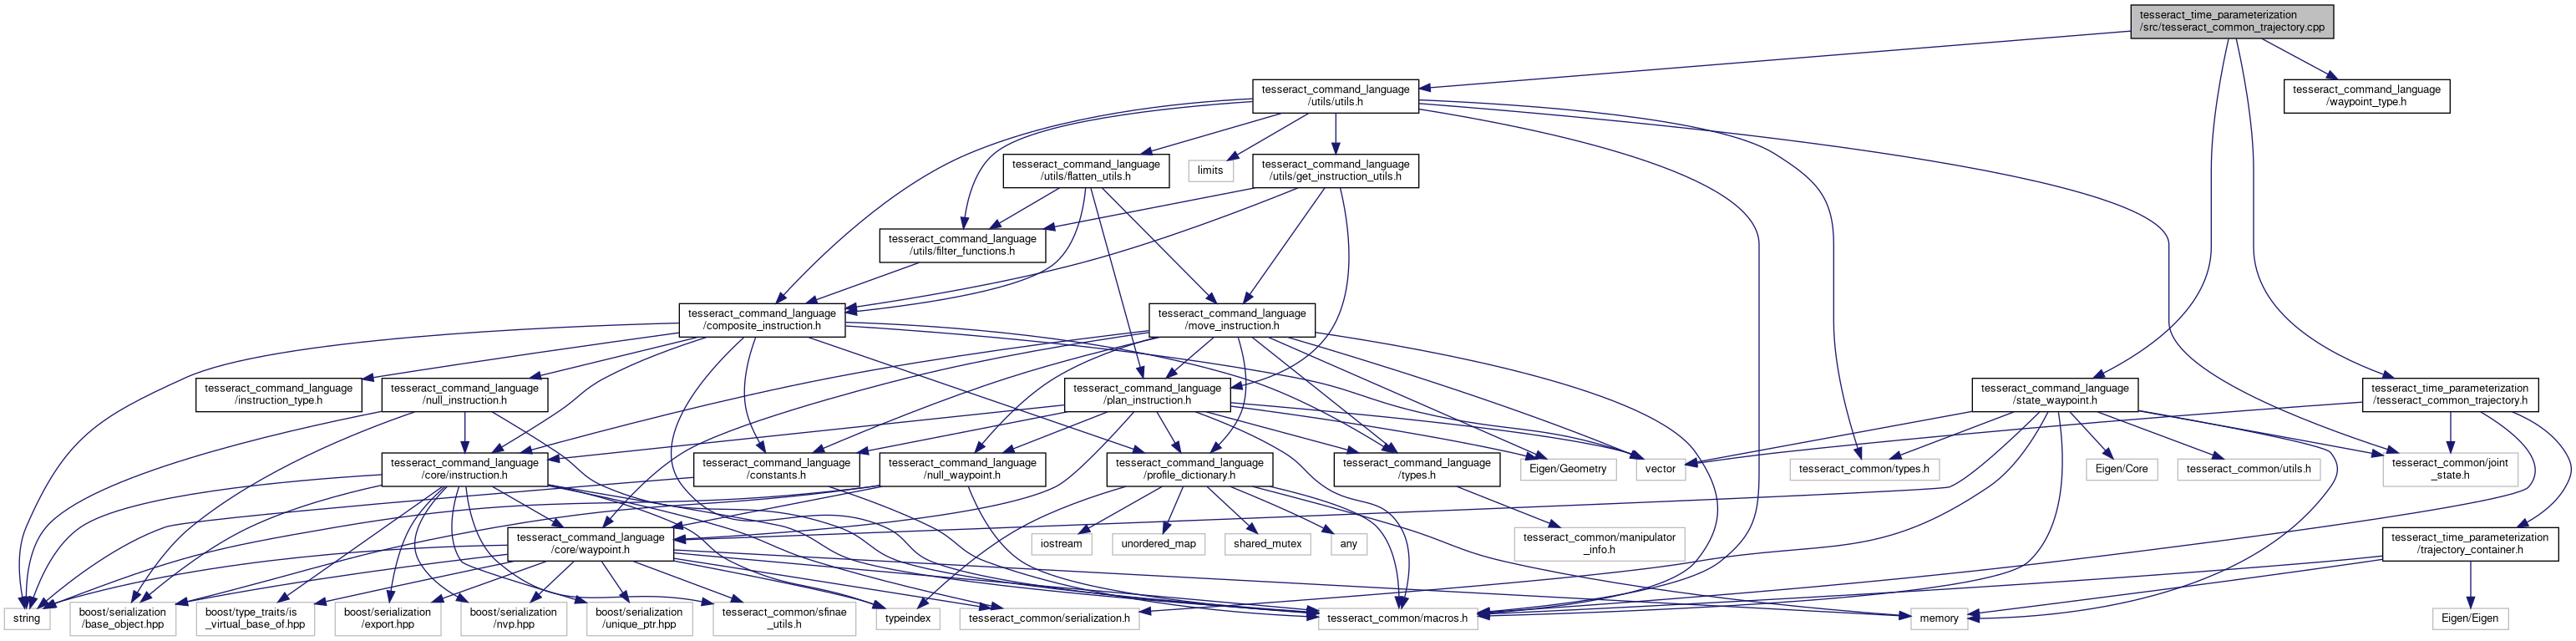 tesseract_time_parameterization
/src/tesseract_common_trajectory.cpp
tesseract_command_language
/utils/utils.h
tesseract_command_language
/waypoint_type.h
tesseract_command_language
/utils/flatten_utils.h
limits
tesseract_command_language
/utils/get_instruction_utils.h
tesseract_command_language
/utils/filter_functions.h
tesseract_command_language
/composite_instruction.h
tesseract_command_language
/move_instruction.h
tesseract_command_language
/instruction_type.h
tesseract_command_language
/null_instruction.h
tesseract_command_language
/plan_instruction.h
tesseract_command_language
/state_waypoint.h
tesseract_time_parameterization
/tesseract_common_trajectory.h
tesseract_command_language
/core/instruction.h
tesseract_command_language
/constants.h
tesseract_command_language
/null_waypoint.h
tesseract_command_language
/profile_dictionary.h
tesseract_command_language
/types.h
Eigen/Geometry
vector
tesseract_common/types.h
Eigen/Core
tesseract_common/utils.h
tesseract_common/joint
_state.h
tesseract_command_language
/core/waypoint.h
iostream
unordered_map
shared_mutex
any
tesseract_common/manipulator
_info.h
tesseract_time_parameterization
/trajectory_container.h
string
boost/serialization
/base_object.hpp
boost/type_traits/is
_virtual_base_of.hpp
boost/serialization
/export.hpp
boost/serialization
/nvp.hpp
boost/serialization
/unique_ptr.hpp
tesseract_common/sfinae
_utils.h
typeindex
tesseract_common/serialization.h
tesseract_common/macros.h
memory
Eigen/Eigen